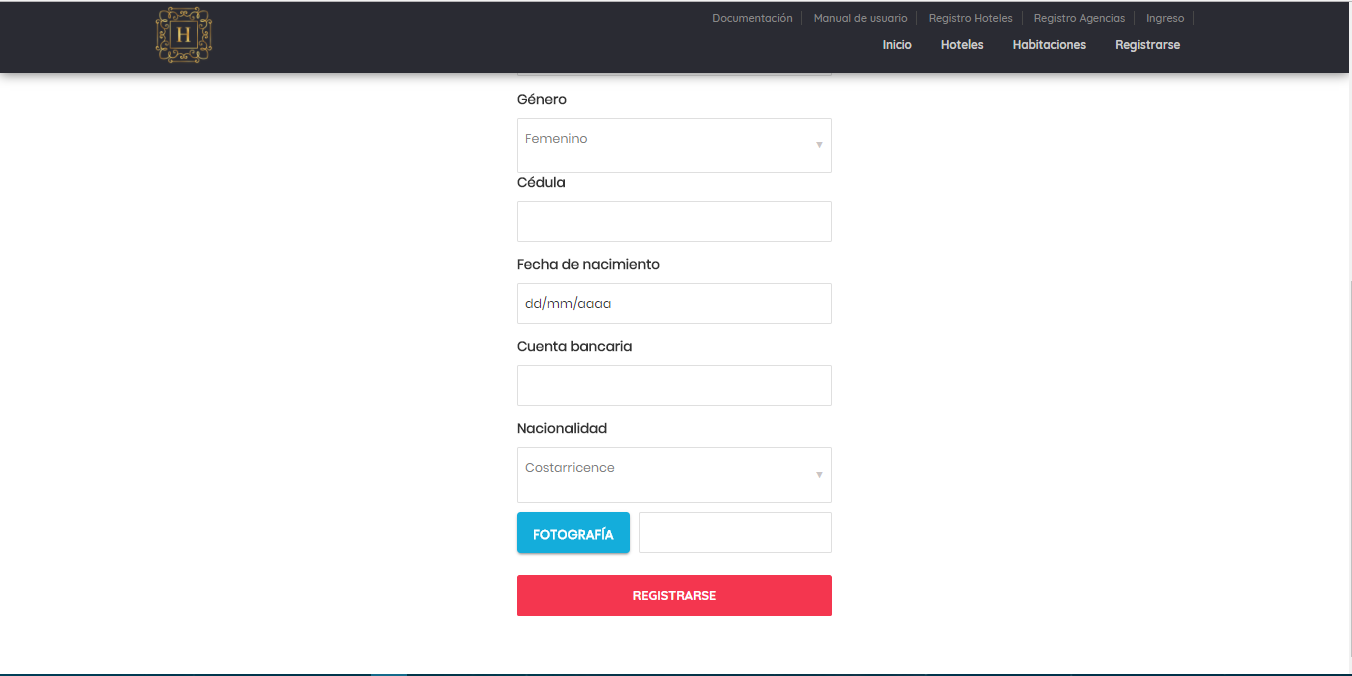 Documentación
Manual de usuario
Registro Hoteles
Registro Agencias
Ingreso
H
Inicio
Hoteles
Habitaciones
Registrarse
Género
Femenino
Cédula
Fecha de nacimiento
dd/mm/aaaa
Cuenta bancaria
Nacionalidad
Costarricence
FOTOGRAFÍA
REGISTRARSE